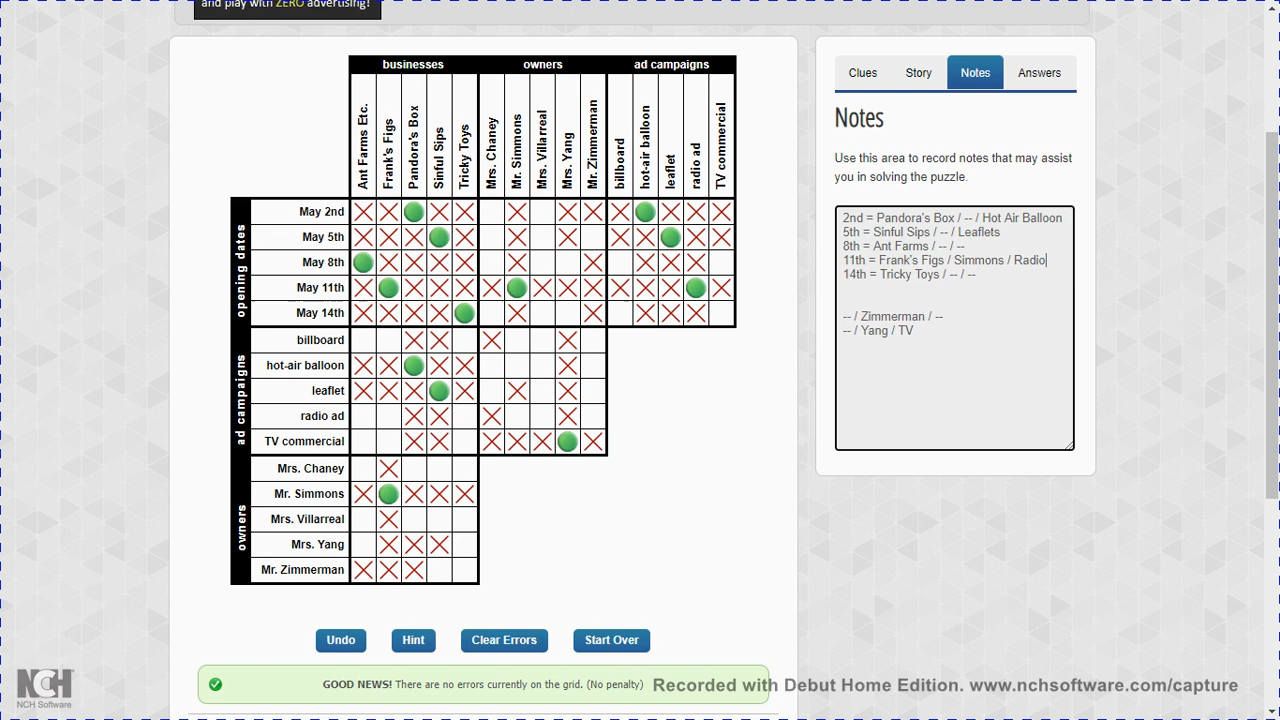 and play with ZERO advertising!
businesses
owners
ad campaigns
Ant Farms Etc.
Frank's Figs
Pandora's Box
Sinful Sips
Tricky Toys
Mrs. Chaney
Mr. Simmons
Mrs. Villarreal
Mrs. Yang
Mr. Zimmerman
billboard
hot-air balloon
leaflet
radio ad
TV commercial
opening dates
May 2nd
May 5th
May 8th
May 11th
May 14th
ad campaigns
billboard
hot-air balloon
leaflet
radio ad
TV commercial
owners
Mrs. Chaney
Mr. Simmons
Mrs. Villarreal
Mrs. Yang
Mr. Zimmerman
Undo
Hint
Clear Errors
Start Over
GOOD NEWS! There are no errors currently on the grid. (No penalty)
Clues
Story
Notes
Answers
Notes
Use this area to record notes that may assist
you in solving the puzzle.
2nd = Pandora's Box / -- / Hot Air Balloon
5th = Sinful Sips / -- / Leaflets
8th = Ant Farms / -- / --
11th = Frank's Figs / Simmons / Radio
14th = Tricky Toys / -- / --
-- / Zimmerman / --
-- / Yang / TV
NCH
NCH Software
Recorded with Debut Home Edition. www.nchsoftware.com/capture